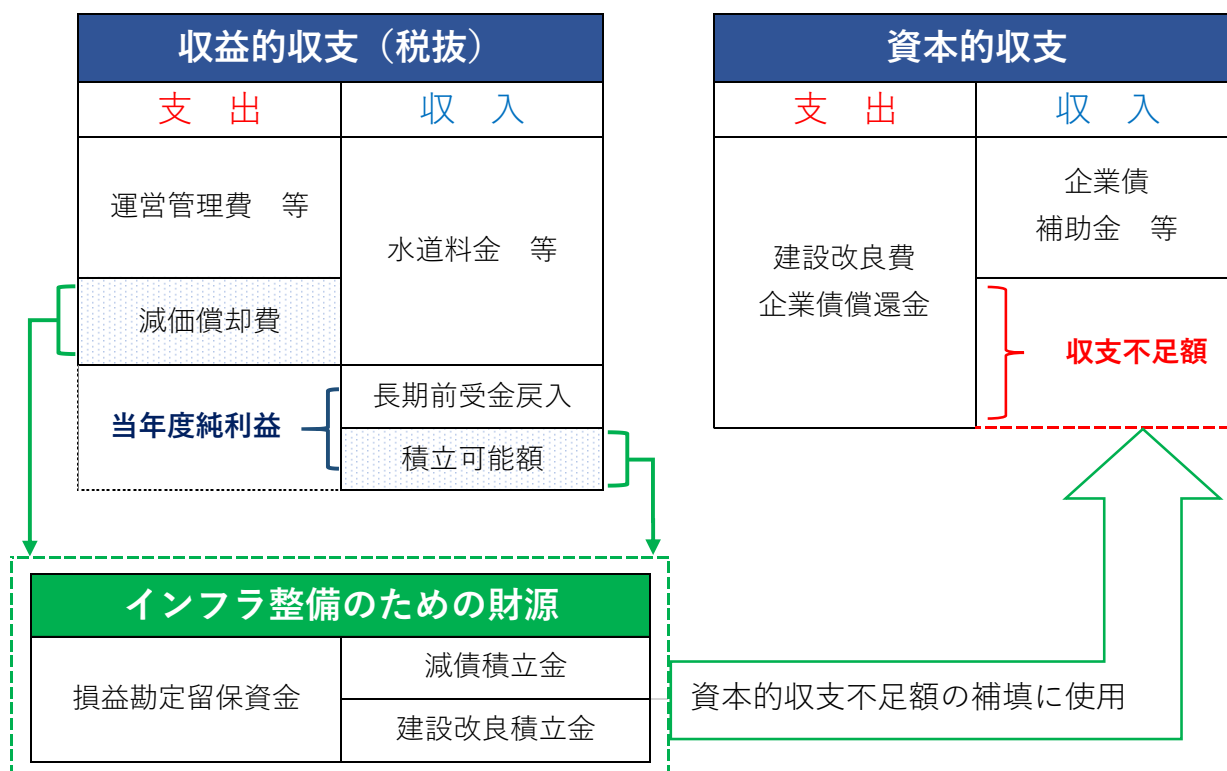 収益的収支（税抜）
支　出
収　入
運営管理費　等
水道料金　等
減価償却費
当年度純利益
長期前受金戻入
積立可能額
資本的収支
支　出
収　入
建設改良費
企業債償還金
企業債
補助金　等
収支不足額
インフラ整備のための財源
損益勘定留保資金
減債積立金
建設改良積立金
資本的収支不足額の補填に使用